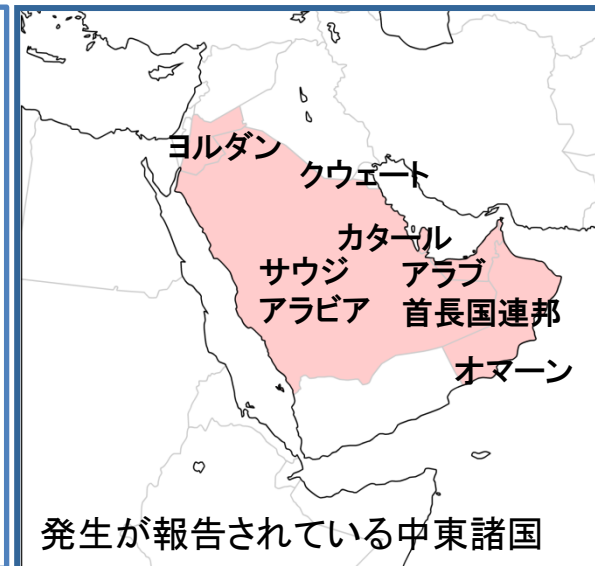 ヨルダン
クウェート
カタール
サウジ
アラビア
アラブ
首長国連邦
オマーン
発生が報告されている中東諸国